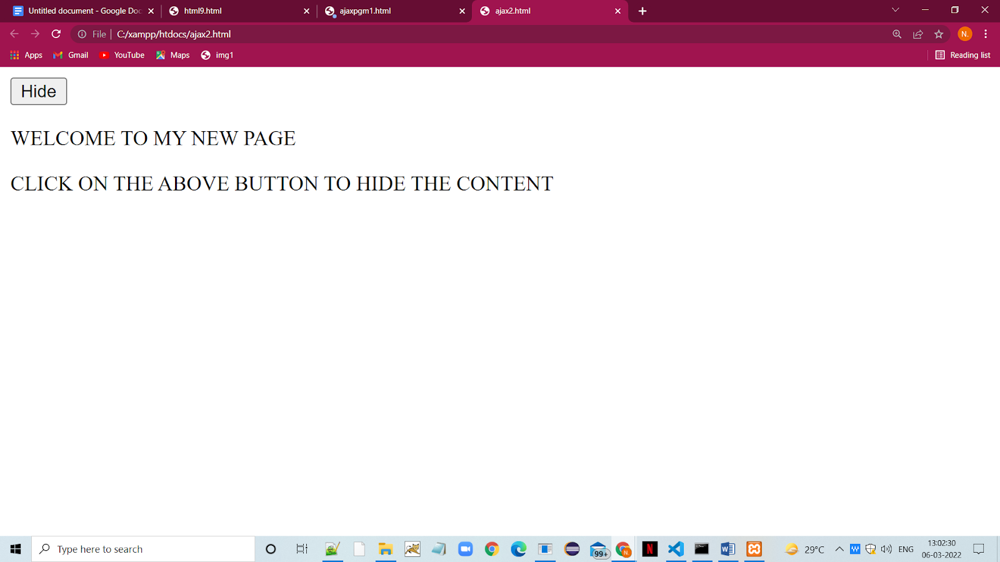 Untitled document - Google Doc
html9.html
ajaxpgm1.html
ajax2.html
File
C:/xampp/htdocs/ajax2.html
N.
Apps
Gmail
YouTube
Maps
img1
Reading list
Hide
WELCOME TO MY NEW PAGE
CLICK ON THE ABOVE BUTTON TO HIDE THE CONTENT
Type here to search
99+
N
N
W
29°C
W
ENG
13:02:30
06-03-2022